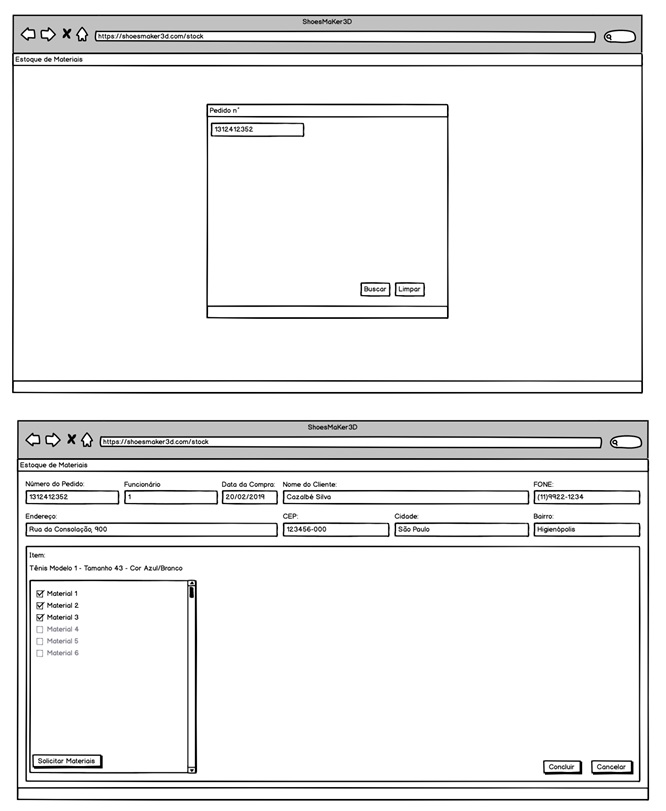 ShoesMaKer3D
https://shoesmaker3d.com/stock
Estoque de Materiais
Pedido n°
1312412352
Buscar Limpar
ShoesMaKer3D
https://shoesmaker3d.com/stock
Estoque de Materiais
Número do Pedido: Funcionário Data da Compra: Nome do Cliente: FONE:
1312412352 1 20/02/2019 Cazalbé Silva (11)9922-1234
Endereço: CEP: Cidade: Bairro:
Rua da Consolação, 900 123456-000 São Paulo Higienópolis
Item:
Tênis Modelo 1 - Tamanho 43 - Cor Azul/Branco
Material 1
Material 2
Material 3
Material 4
Material 5
Material 6
Solicitar Materiais Concluir Cancelar